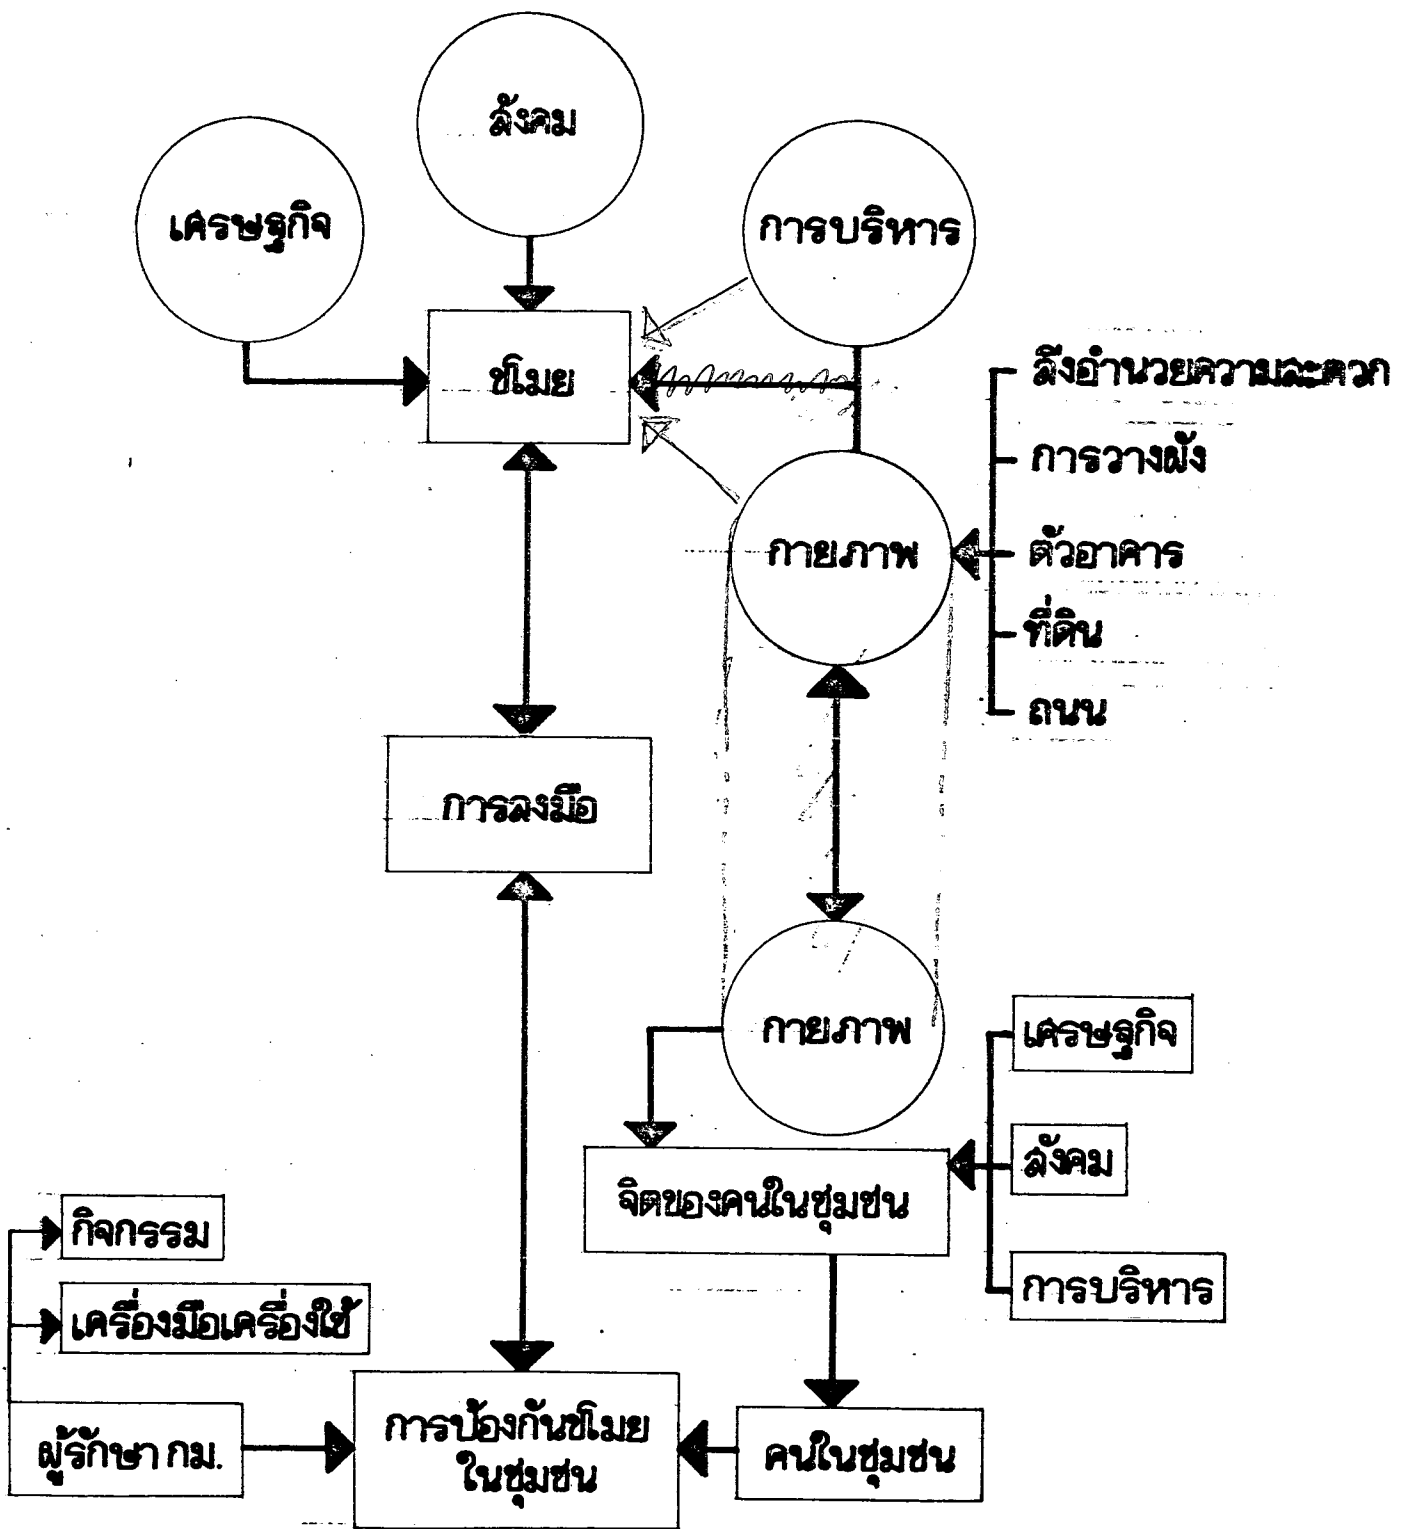 สังคม
เศรษฐกิจ
การบริหาร
ขโมย
สิ่งอำนวยความสะดวก
การวางผัง
กายภาพ
ตัวอาคาร
ที่ดิน
ถนน
การลงมือ
กายภาพ
เศรษฐกิจ
สังคม
จิตของคนในชุมชน
การบริหาร
กิจกรรม
เครื่องมือเครื่องใช้
ผู้รักษา กม.
การป้องกันขโมย
ในชุมชน
คนในชุมชน